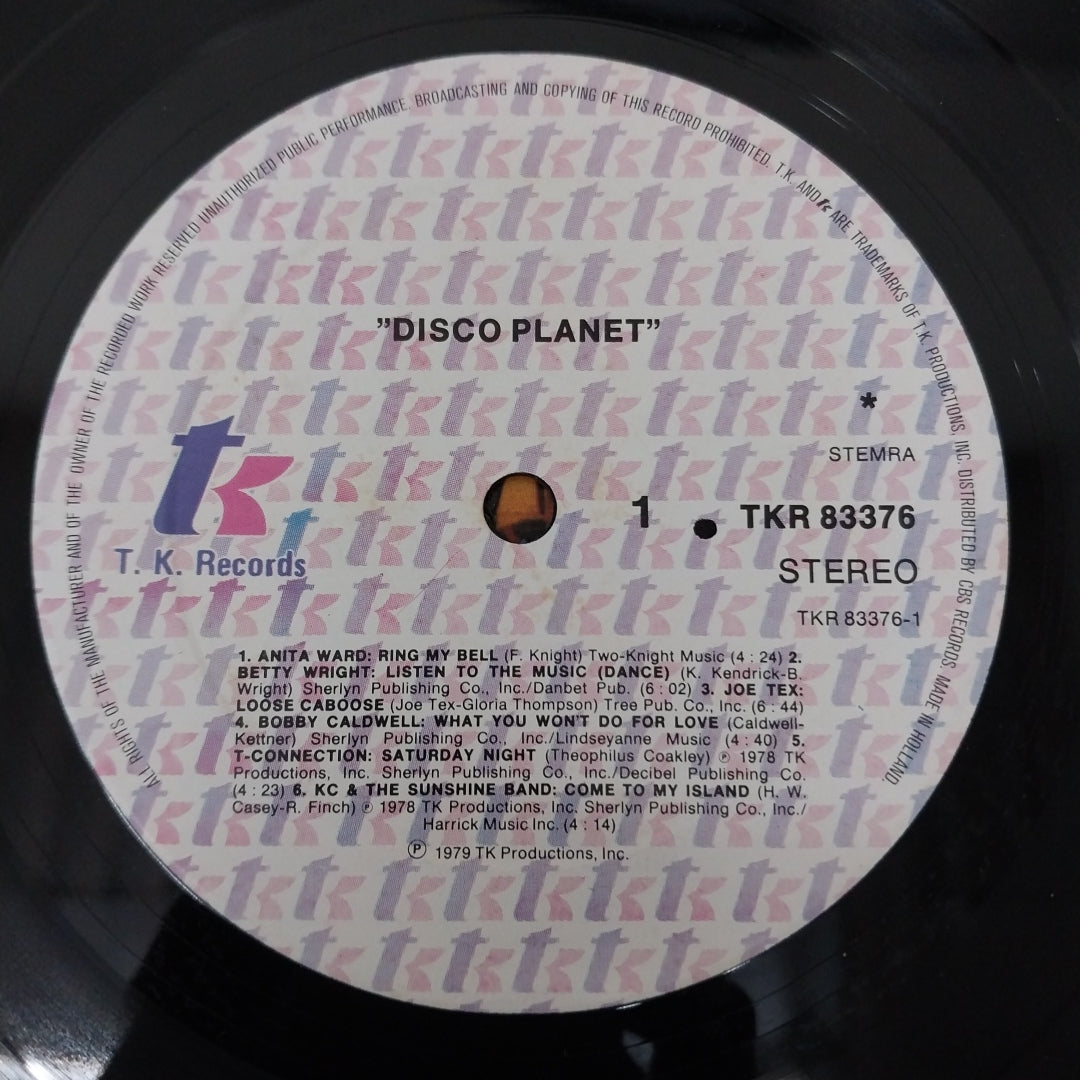 ALL RIGHTS OF THE MANUFACTURER AND OF THE OWNER OF THE RECORDED WORK RESERVED UNAUTHORIZED PUBLIC PERFORMANCE. BROADCASTING AND COPYING OF THIS RECORD PROHIBITED. T.K. AND tk ARE TRADEMARKS OF T.K. PRODUCTIONS, INC. DISTRIBUTED BY CBS RECORDS. MADE IN HOLLAND.
"DISCO PLANET"
*
STEMRA
tk
1 . TKR 83376
T. K. Records
STEREO
TKR 83376-1
1. ANITA WARD: RING MY BELL (F. Knight) Two-Knight Music (4 : 24) 2.
BETTY WRIGHT: LISTEN TO THE MUSIC (DANCE) (K. Kendrick-B.
Wright) Sherlyn Publishing Co., Inc./Danbet Pub. (6 : 02) 3. JOE TEX:
LOOSE CABOOSE (Joe Tex-Gloria Thompson) Tree Pub. Co., Inc. (6 : 44)
4. BOBBY CALDWELL: WHAT YOU WON'T DO FOR LOVE (Caldwell-
Kettner) Sherlyn Publishing Co., Inc./Lindseyanne Music (4 : 40) 5.
T-CONNECTION: SATURDAY NIGHT (Theophilus Coakley) ℗ 1978 TK
Productions, Inc. Sherlyn Publishing Co., Inc./Decibel Publishing Co.
(4 : 23) 6. KC & THE SUNSHINE BAND: COME TO MY ISLAND (H. W.
Casey-R. Finch) ℗ 1978 TK Productions, Inc. Sherlyn Publishing Co., Inc./
Harrick Music Inc. (4 : 14)
℗ 1979 TK Productions, Inc.